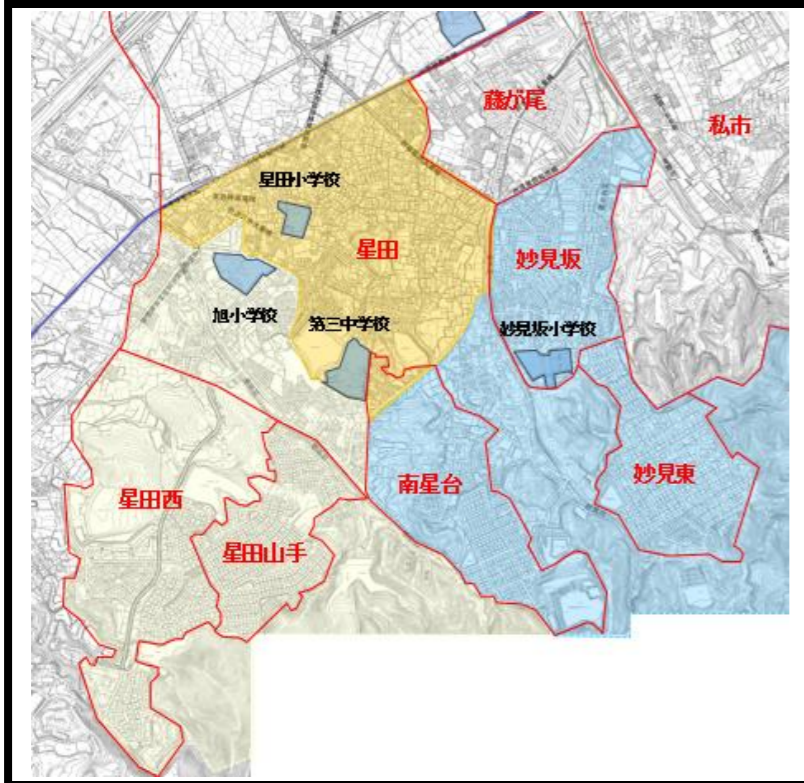 藤が尾
私市
星田小学校
星田
妙見坂
旭小学校
第三中学校
妙見坂小学校
星田西
南星台
妙見東
星田山手